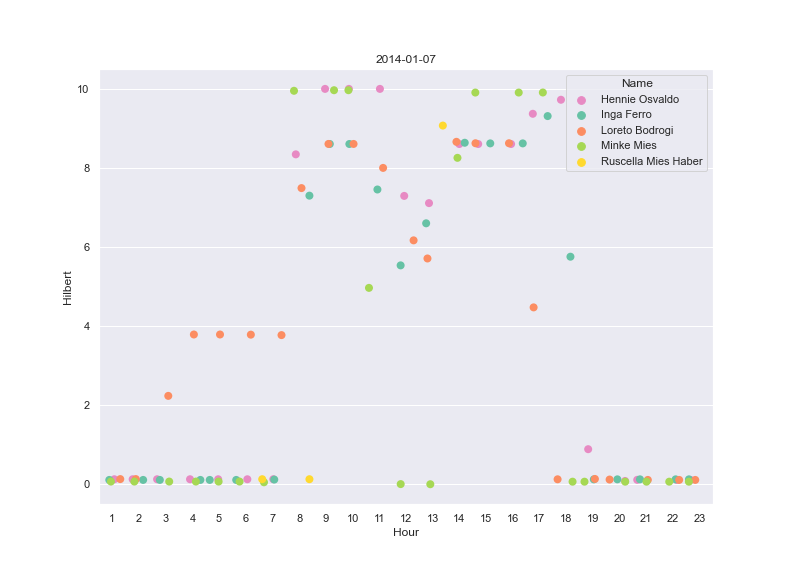 2014-01-07
Name
Hennie Osvaldo
Inga Ferro
Loreto Bodrogi
Minke Mies
Ruscella Mies Haber
Hilbert
10
8
6
4
2
0
1 2 3 4 5 6 7 8 9 10 11 12 13 14 15 16 17 18 19 20 21 22 23
Hour